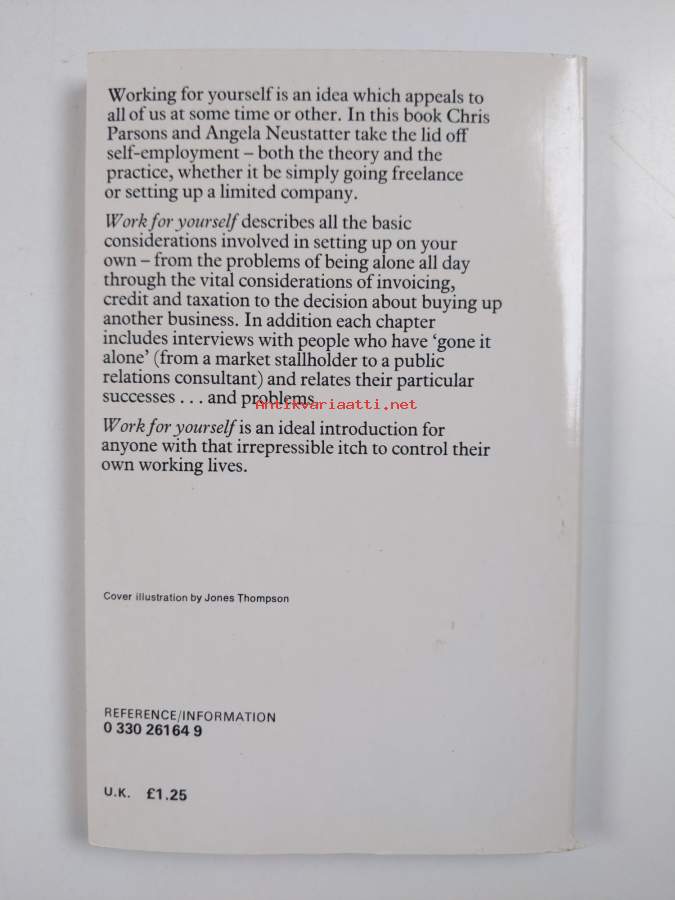 Working for yourself is an idea which appeals to
all of us at some time or other. In this book Chris
Parsons and Angela Neustatter take the lid off
self-employment – both the theory and the
practice, whether it be simply going freelance
or setting up a limited company.
Work for yourself describes all the basic
considerations involved in setting up on your
own – from the problems of being alone all day
through the vital considerations of invoicing,
credit and taxation to the decision about buying up
another business. In addition each chapter
includes interviews with people who have ‘gone it
alone’ (from a market stallholder to a public
relations consultant) and relates their particular
successes . . . and problems.
Antikvariaatti.net
Work for yourself is an ideal introduction for
anyone with that irrepressible itch to control their
own working lives.
Cover illustration by Jones Thompson
REFERENCE/INFORMATION
0 330 26164 9
U.K. £1.25